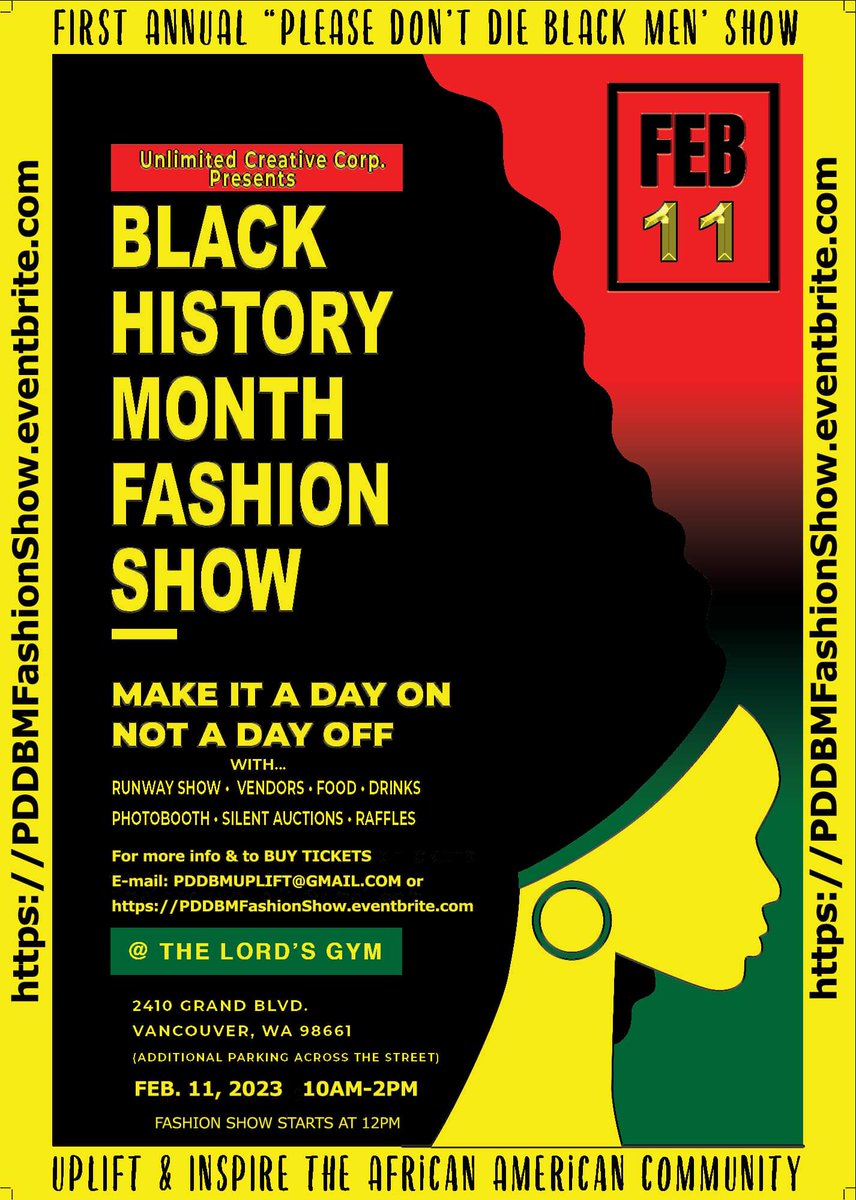 FIRST ANNUAL “PLEASE DON'T DIE BLACK MEN' SHOW
https://PDDBMFashionShow.eventbrite.com
FEB
11
Unlimited Creative Corp.
Presents
BLACK
HISTORY
MONTH
FASHION
SHOW
MAKE IT A DAY ON
NOT A DAY OFF
WITH...
RUNWAY SHOW • VENDORS • FOOD • DRINKS
PHOTOBOOTH • SILENT AUCTIONS • RAFFLES
For more info & to BUY TICKETS
E-mail: PDDBMUPLIFT@GMAIL.COM or
https://PDDBMFashionShow.eventbrite.com
@ THE LORD'S GYM
2410 GRAND BLVD.
VANCOUVER, WA 98661
(ADDITIONAL PARKING ACROSS THE STREET)
FEB. 11, 2023 10AM-2PM
FASHION SHOW STARTS AT 12PM
https://PDDBMFashionShow.eventbrite.com
UPLIFT & INSPIRE THE AFRICAN AMERICAN COMMUNITY